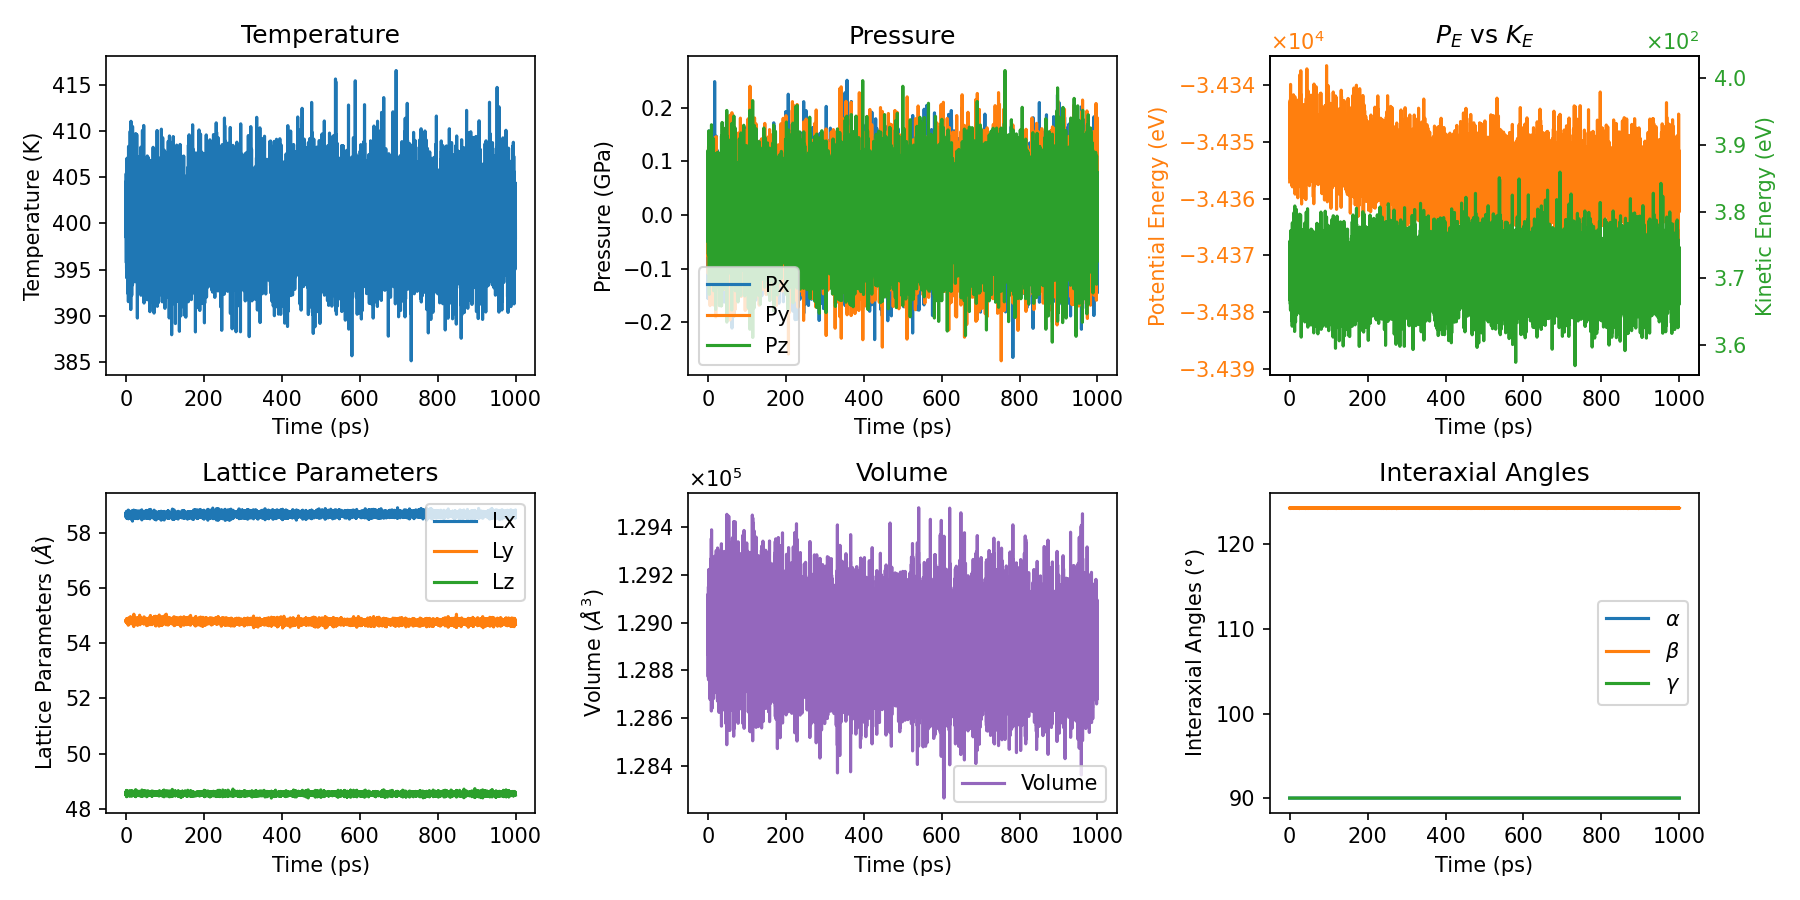 Temperature
Temperature (K)
415
410
405
400
395
390
385
0 200 400 600 800 1000
Time (ps)
Pressure
Pressure (GPa)
0.2
0.1
0.0
−0.1
−0.2
Px
Py
Pz
0 200 400 600 800 1000
Time (ps)
×10⁴
P_E vs K_E
×10²
Potential Energy (eV)
−3.434
−3.435
−3.436
−3.437
−3.438
−3.439
4.0
3.9
3.8
3.7
3.6
Kinetic Energy (eV)
0 200 400 600 800 1000
Time (ps)
Lattice Parameters
Lattice Parameters (Å)
58
56
54
52
50
48
Lx
Ly
Lz
0 200 400 600 800 1000
Time (ps)
×10⁵
Volume
Volume (Å³)
1.294
1.292
1.290
1.288
1.286
1.284
Volume
0 200 400 600 800 1000
Time (ps)
Interaxial Angles
Interaxial Angles (°)
120
110
100
90
α
β
γ
0 200 400 600 800 1000
Time (ps)